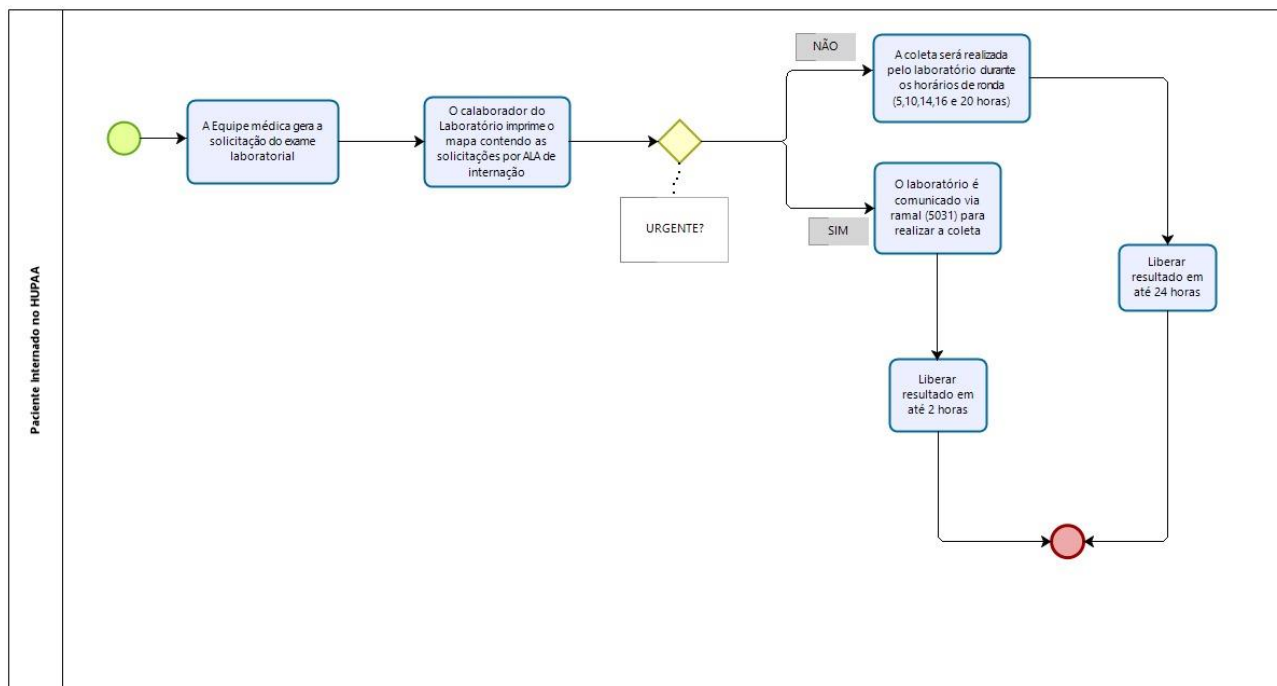 Paciente Internado no HUPAA
A Equipe médica gera a
solicitação do exame
laboratorial
O calaborador do
Laboratório imprime o
mapa contendo as
solicitações por ALA de
internação
URGENTE?
NÃO
A coleta será realizada
pelo laboratório durante
os horários de ronda
(5,10,14,16 e 20 horas)
SIM
O laboratório é
comunicado via
ramal (5031) para
realizar a coleta
Liberar
resultado em
até 24 horas
Liberar
resultado em
até 2 horas